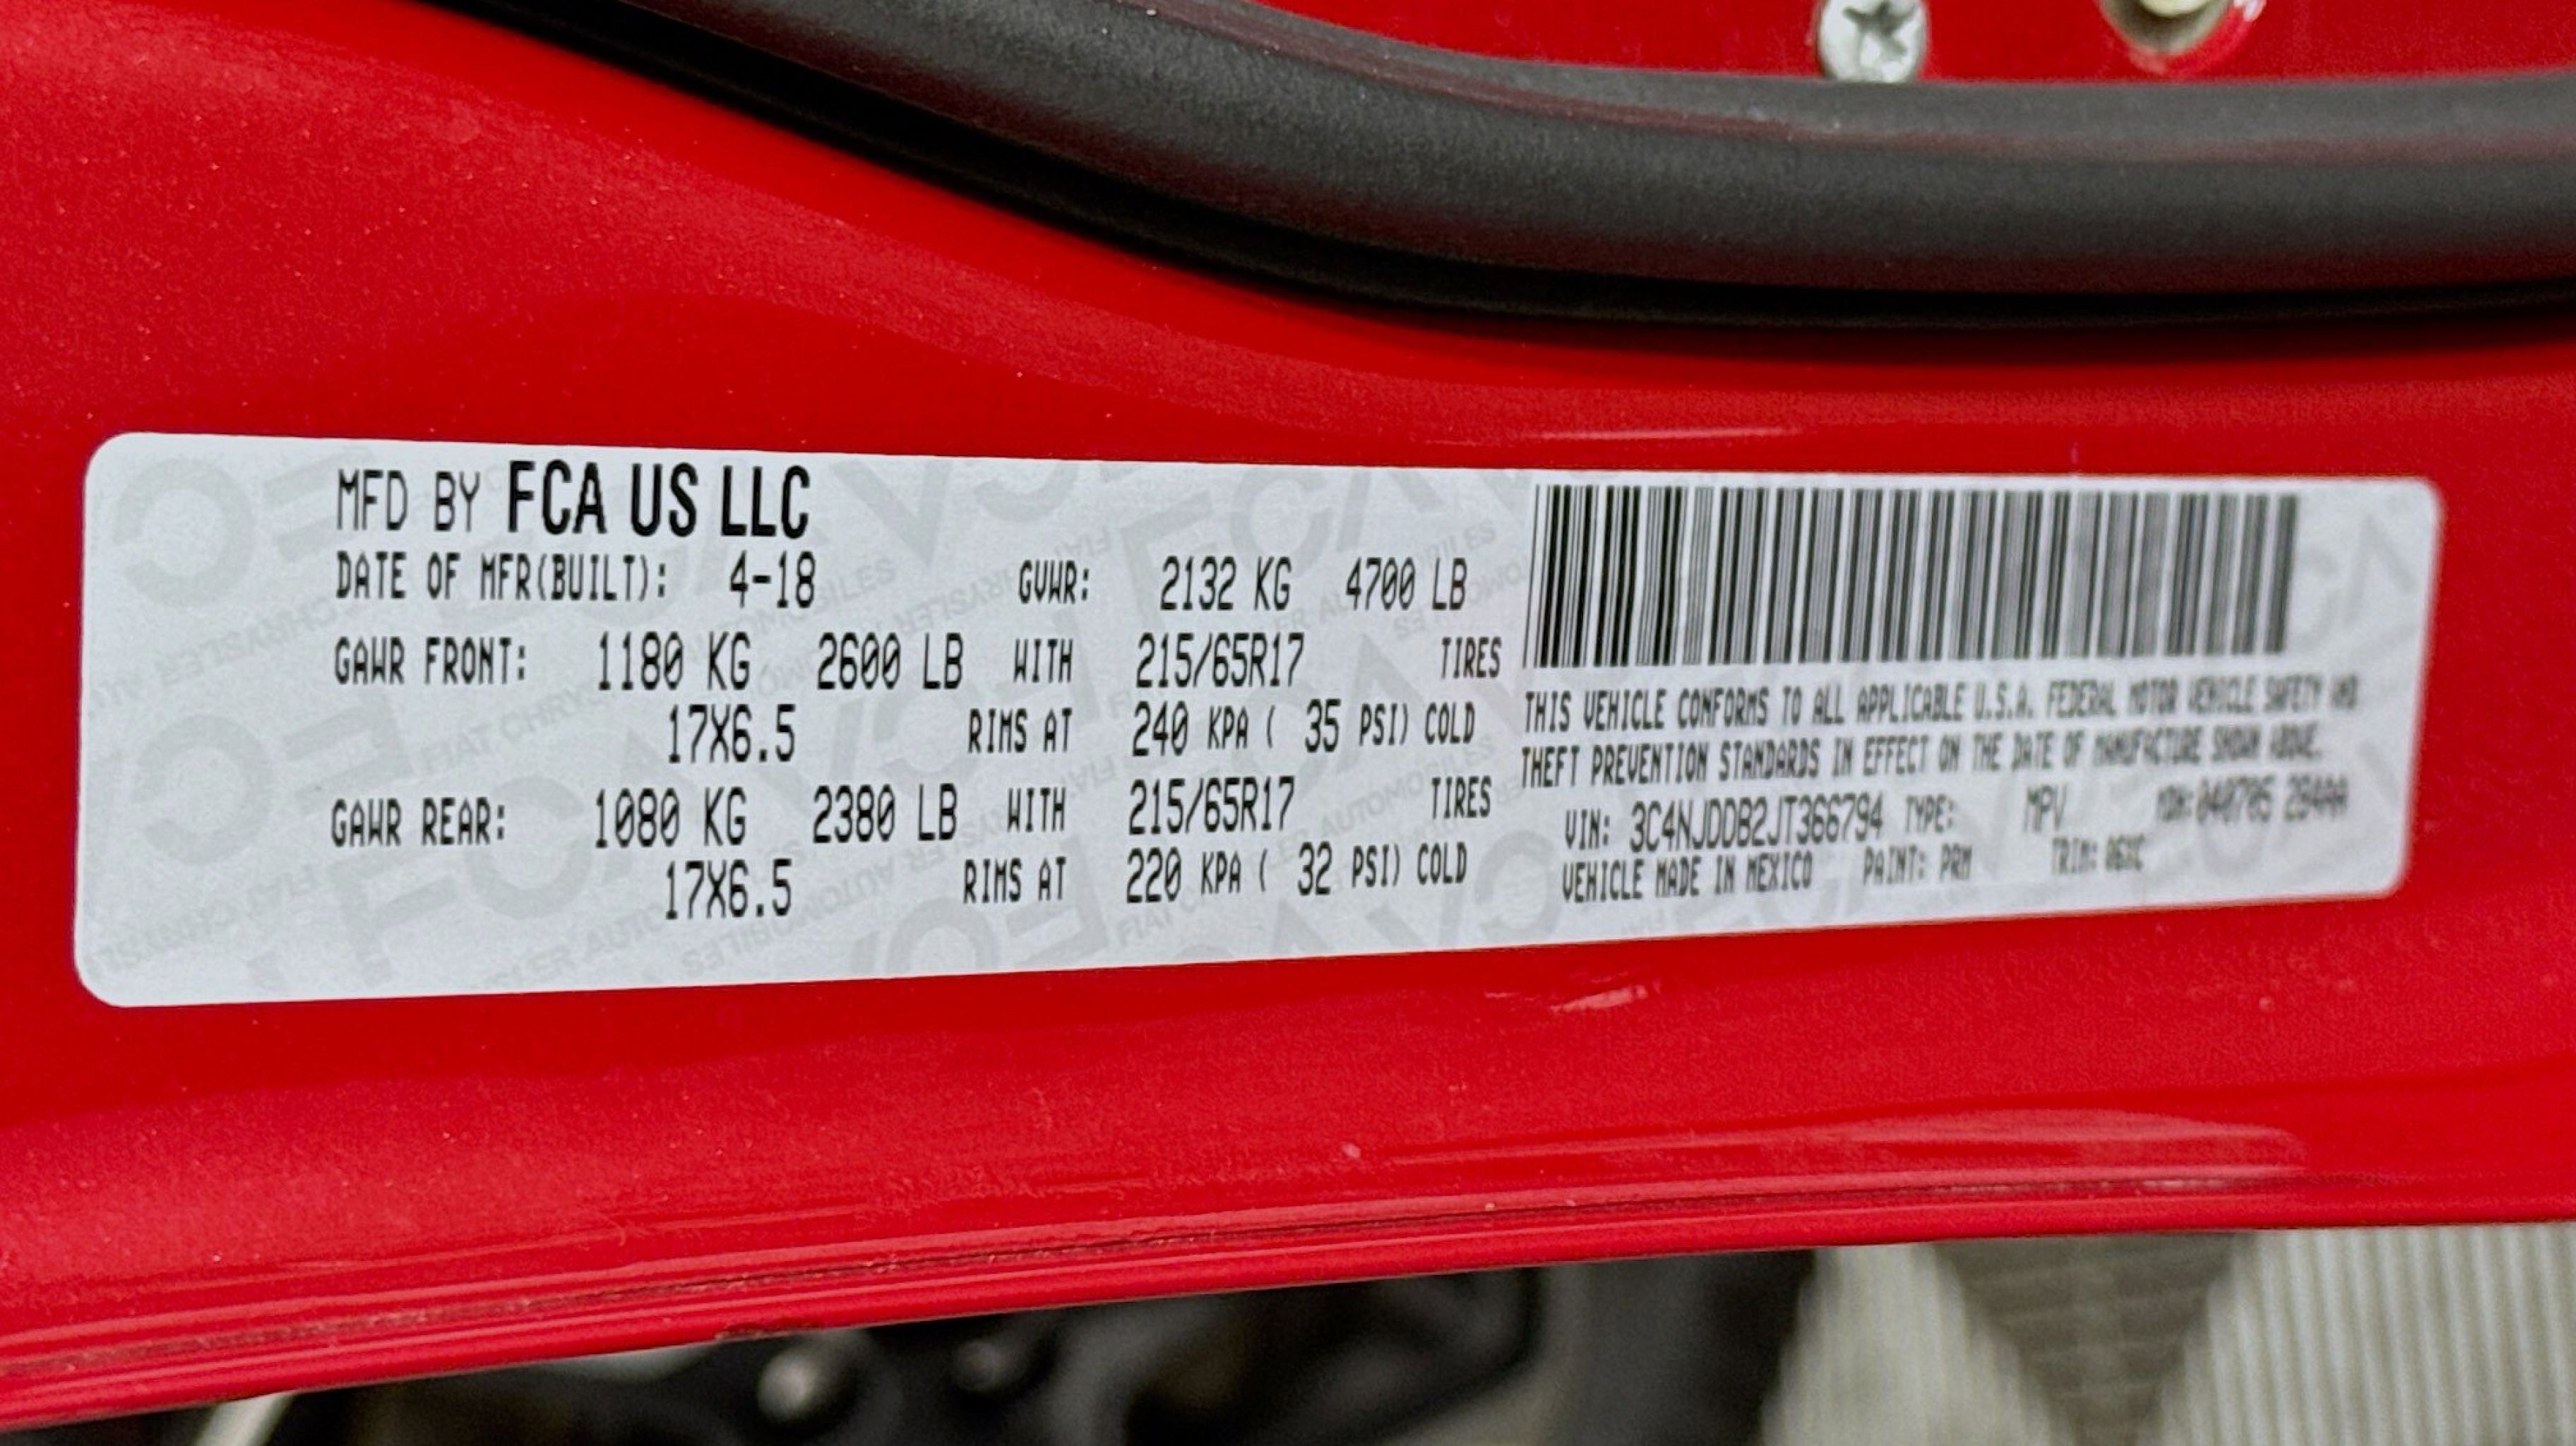 MFD BY FCA US LLC
DATE OF MFR(BUILT): 4-18 GVWR: 2132 KG 4700 LB
GAWR FRONT: 1180 KG 2600 LB WITH 215/65R17 TIRES
17X6.5 RIMS AT 240 KPA ( 35 PSI) COLD
GAWR REAR: 1080 KG 2380 LB WITH 215/65R17 TIRES
17X6.5 RIMS AT 220 KPA ( 32 PSI) COLD
THIS VEHICLE CONFORMS TO ALL APPLICABLE U.S.A. FEDERAL MOTOR VEHICLE SAFETY AND
THEFT PREVENTION STANDARDS IN EFFECT ON THE DATE OF MANUFACTURE SHOWN ABOVE.
VIN: 3C4NJDDB2JT366794 TYPE: MPV MDH:
VEHICLE MADE IN MEXICO PAINT: PRM TRIM: